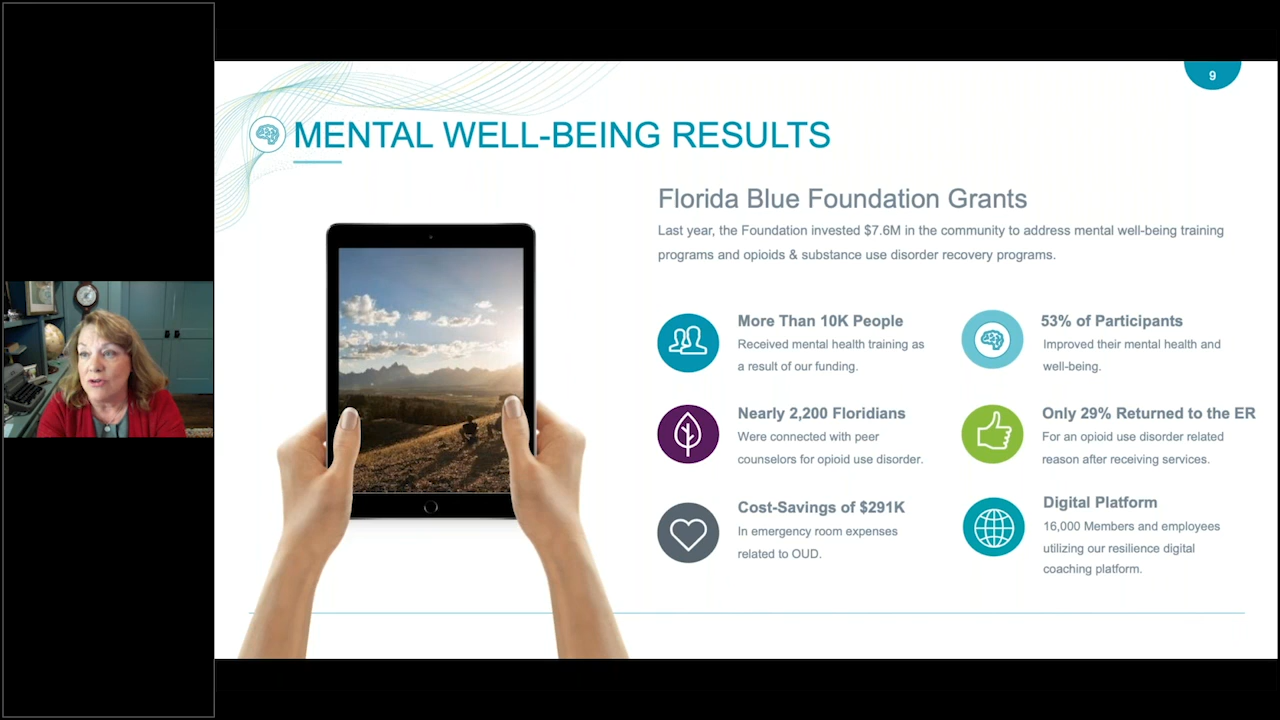 9
MENTAL WELL-BEING RESULTS
Florida Blue Foundation Grants
Last year, the Foundation invested $7.6M in the community to address mental well-being training
programs and opioids & substance use disorder recovery programs.
More Than 10K People
Received mental health training as
a result of our funding.
53% of Participants
Improved their mental health and
well-being.
Nearly 2,200 Floridians
Were connected with peer
counselors for opioid use disorder.
Only 29% Returned to the ER
For an opioid use disorder related
reason after receiving services.
Cost-Savings of $291K
In emergency room expenses
related to OUD.
Digital Platform
16,000 Members and employees
utilizing our resilience digital
coaching platform.